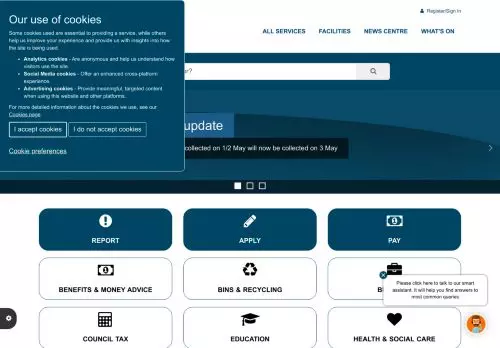 Register/Sign In
Our use of cookies
Some cookies used are essential to providing a service, while others
help us improve your experience and provide us with insights into how
the site is being used.
Analytics cookies - Are anonymous and help us understand how
visitors use the site.
Social Media cookies - Offer an enhanced cross-platform
experience.
Advertising cookies - Provide meaningful, targeted content
when using this website and other platforms.
For more detailed information about the cookies we use, see our
Cookies page
I accept cookies
I do not accept cookies
Cookie preferences
ALL SERVICES
FACILITIES
NEWS CENTRE
WHAT'S ON
update
collected on 1/2 May will now be collected on 3 May
REPORT
APPLY
PAY
BENEFITS & MONEY ADVICE
BINS & RECYCLING
Please click here to talk to our smart
assistant. It will help you find answers to
most common queries
COUNCIL TAX
EDUCATION
HEALTH & SOCIAL CARE